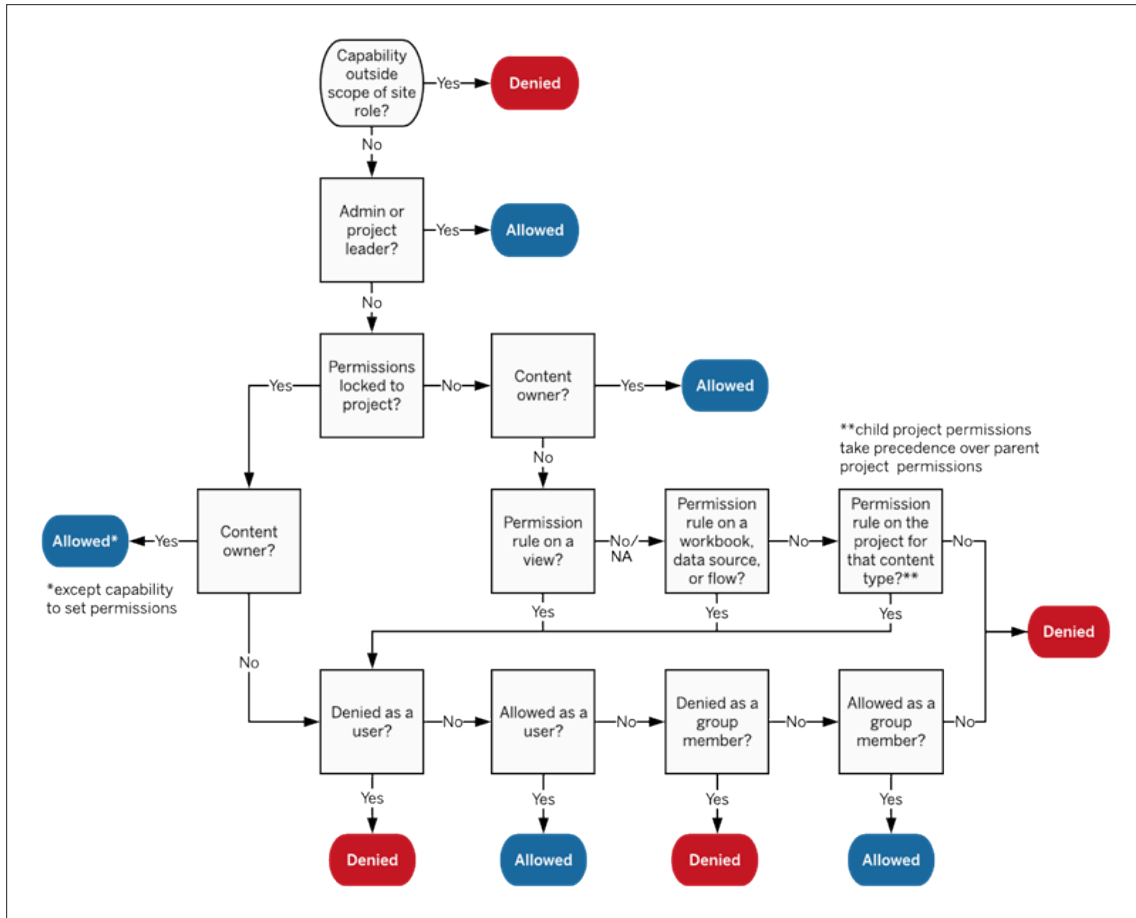 Capability
outside
scope of site
role?
Yes
Denied
No
Admin or
project
leader?
Yes
Allowed
No
Permissions
locked to
project?
Yes
No
Content
owner?
Yes
Allowed
No
**child project permissions
take precedence over parent
project permissions
Content
owner?
Yes
Allowed*
*except capability
to set permissions
No
Permission
rule on a
view?
No/
NA
Permission
rule on a
workbook,
data source,
or flow?
No
Permission
rule on the
project for
that content
type?**
No
Yes
Yes
Yes
Denied
Denied as a
user?
No
Allowed as a
user?
No
Denied as a
group
member?
No
Allowed as a
group
member?
No
Yes
Yes
Yes
Yes
Denied
Allowed
Denied
Allowed